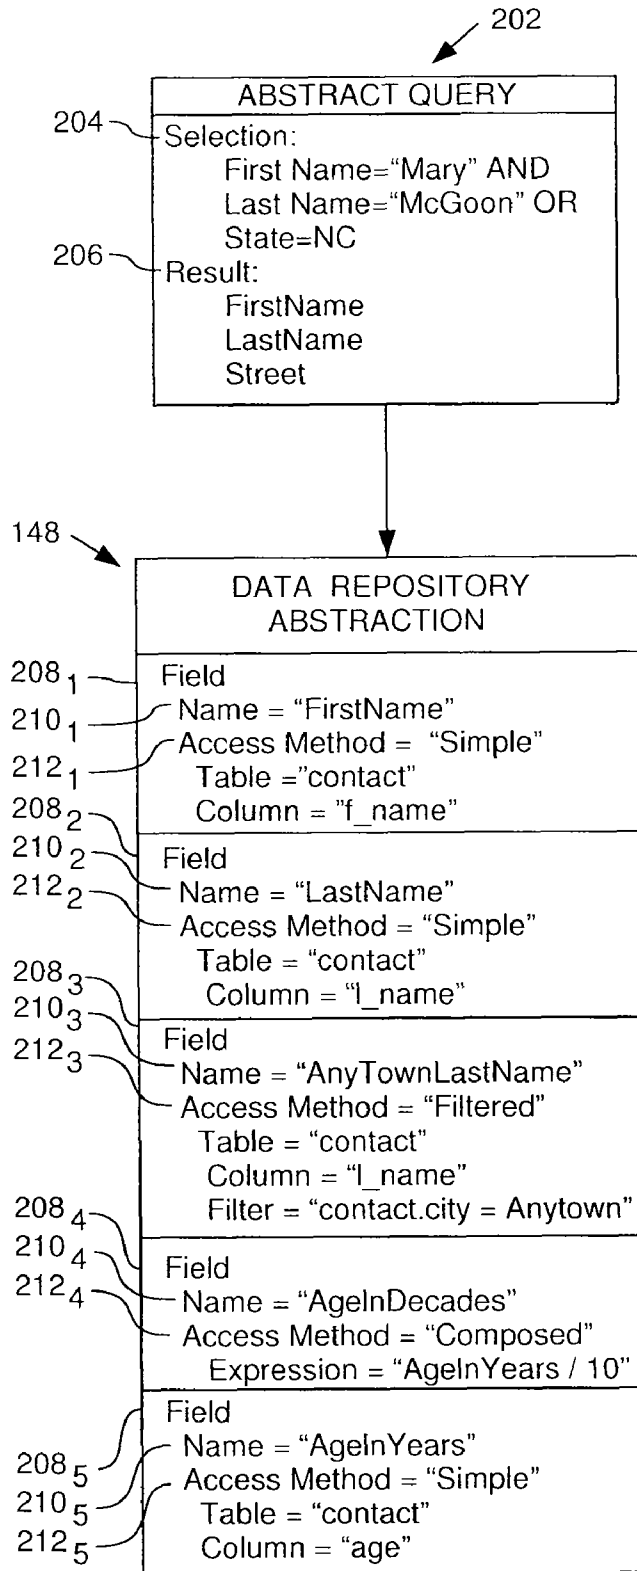 202
ABSTRACT QUERY
204
Selection:
First Name="Mary" AND
Last Name="McGoon" OR
State=NC
206
Result:
FirstName
LastName
Street
148
DATA REPOSITORY
ABSTRACTION
208 1
Field
210 1
Name = “FirstName”
212 1
Access Method = “Simple”
Table =”contact”
Column = "f_name”
208 2
Field
210 2
Name = “LastName”
212 2
Access Method = “Simple”
Table = “contact”
Column = “l_name”
208 3
Field
210 3
Name = “AnyTownLastName”
212 3
Access Method = “Filtered”
Table = “contact”
Column = “l_name”
Filter = “contact.city = Anytown”
208 4
Field
210 4
Name = “AgeInDecades”
212 4
Access Method = “Composed”
Expression = “AgeInYears / 10”
208 5
Field
210 5
Name = “AgeInYears”
212 5
Access Method = “Simple”
Table = “contact”
Column = “age”